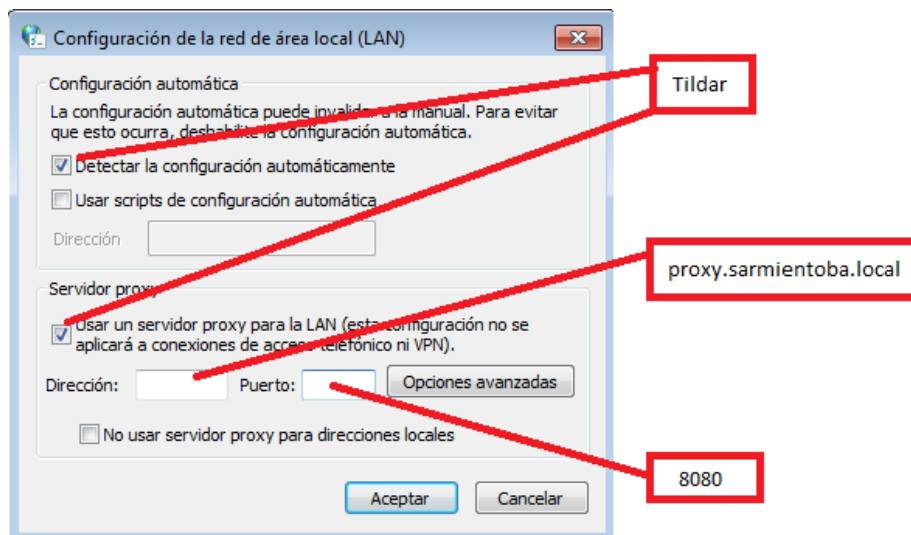 Configuración de la red de área local (LAN)
Configuración automática
La configuración automática puede invalidar a la manual. Para evitar
que esto ocurra, deshabilite la configuración automática.
Detectar la configuración automáticamente
Usar scripts de configuración automática
Dirección
Servidor proxy
Usar un servidor proxy para la LAN (esta configuración no se
aplicará a conexiones de acceso telefónico ni VPN).
Dirección:
Puerto:
Opciones avanzadas
No usar servidor proxy para direcciones locales
Aceptar
Cancelar
Tildar
proxy.sarmientoba.local
8080